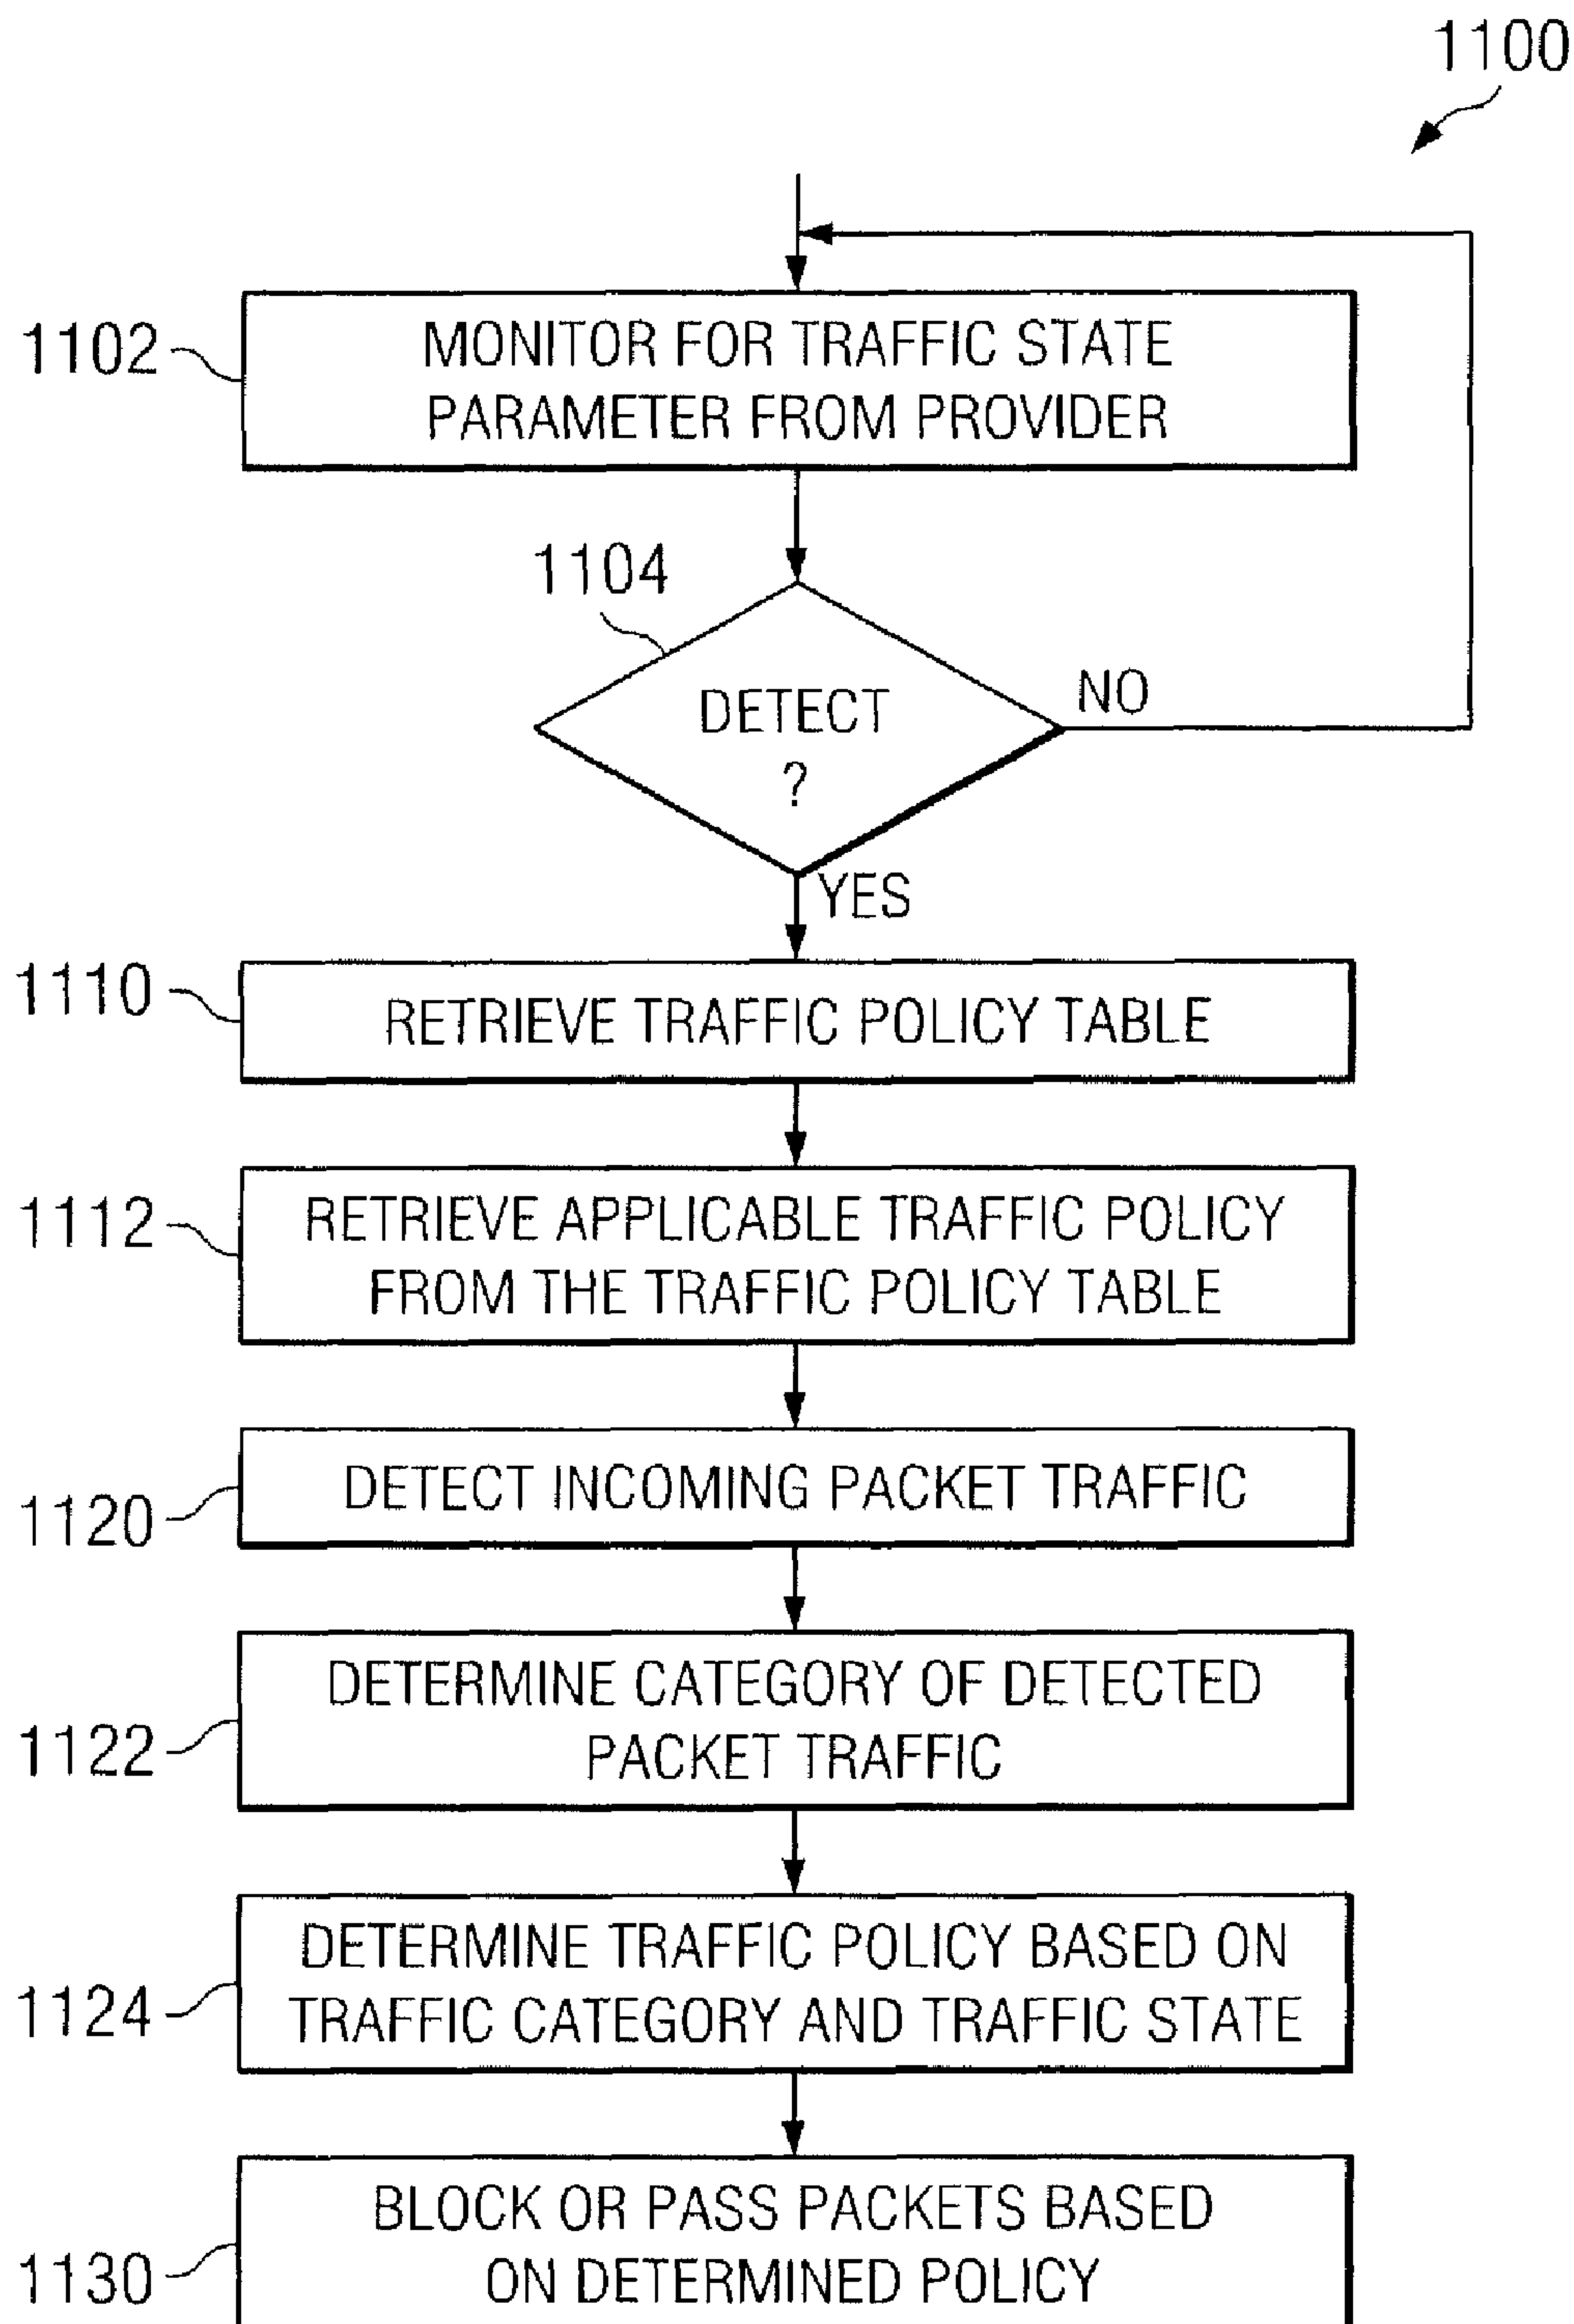 1100
1102
MONITOR FOR TRAFFIC STATE
PARAMETER FROM PROVIDER
1104
DETECT
?
NO
YES
1110
RETRIEVE TRAFFIC POLICY TABLE
1112
RETRIEVE APPLICABLE TRAFFIC POLICY
FROM THE TRAFFIC POLICY TABLE
1120
DETECT INCOMING PACKET TRAFFIC
1122
DETERMINE CATEGORY OF DETECTED
PACKET TRAFFIC
1124
DETERMINE TRAFFIC POLICY BASED ON
TRAFFIC CATEGORY AND TRAFFIC STATE
1130
BLOCK OR PASS PACKETS BASED
ON DETERMINED POLICY